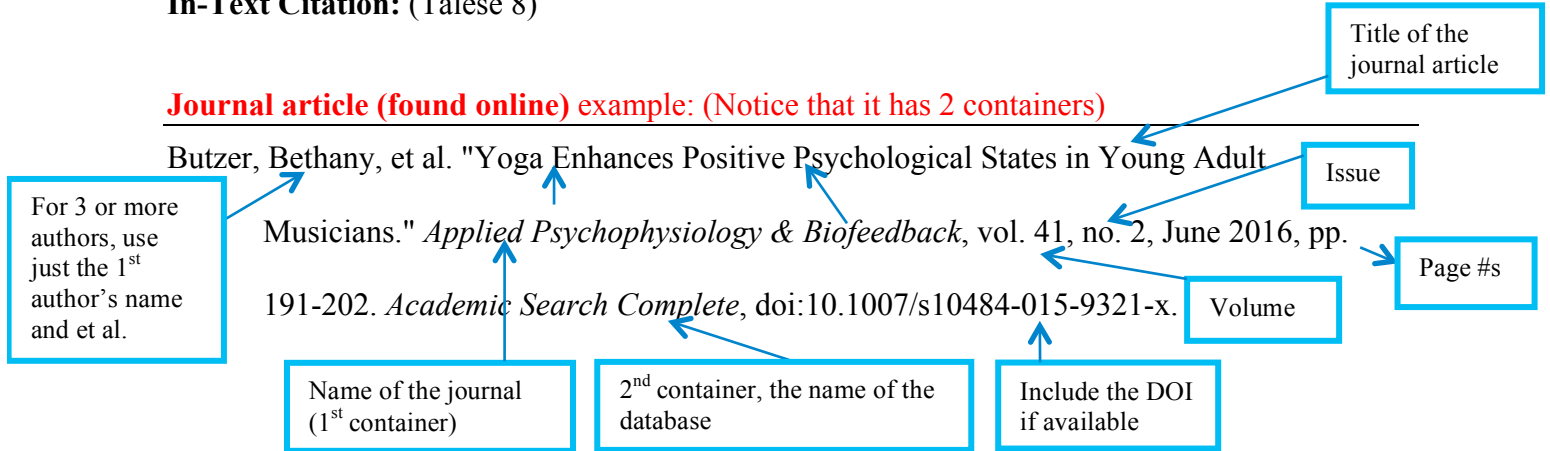 In-Text Citation: (Talese 8)
Title of the
journal article
Journal article (found online) example: (Notice that it has 2 containers)
Butzer, Bethany, et al. "Yoga Enhances Positive Psychological States in Young Adult
Issue
For 3 or more
authors, use
just the 1st
author’s name
and et al.
Musicians." Applied Psychophysiology & Biofeedback, vol. 41, no. 2, June 2016, pp.
Page #s
191-202. Academic Search Complete, doi:10.1007/s10484-015-9321-x.
Volume
Name of the journal
(1st container)
2nd container, the name of the
database
Include the DOI
if available